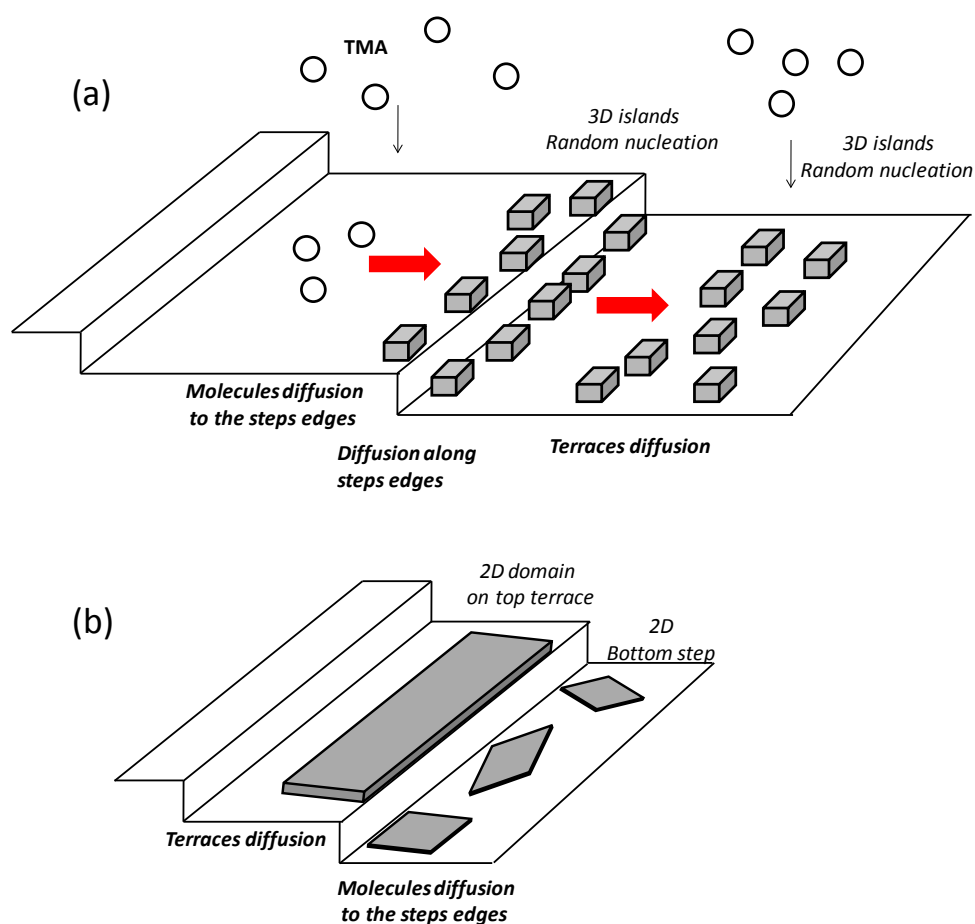 TMA
(a)
3D islands
Random nucleation
3D islands
Random nucleation
Molecules diffusion
to the steps edges
Diffusion along
steps edges
Terraces diffusion
(b)
2D domain
on top terrace
2D
Bottom step
Terraces diffusion
Molecules diffusion
to the steps edges